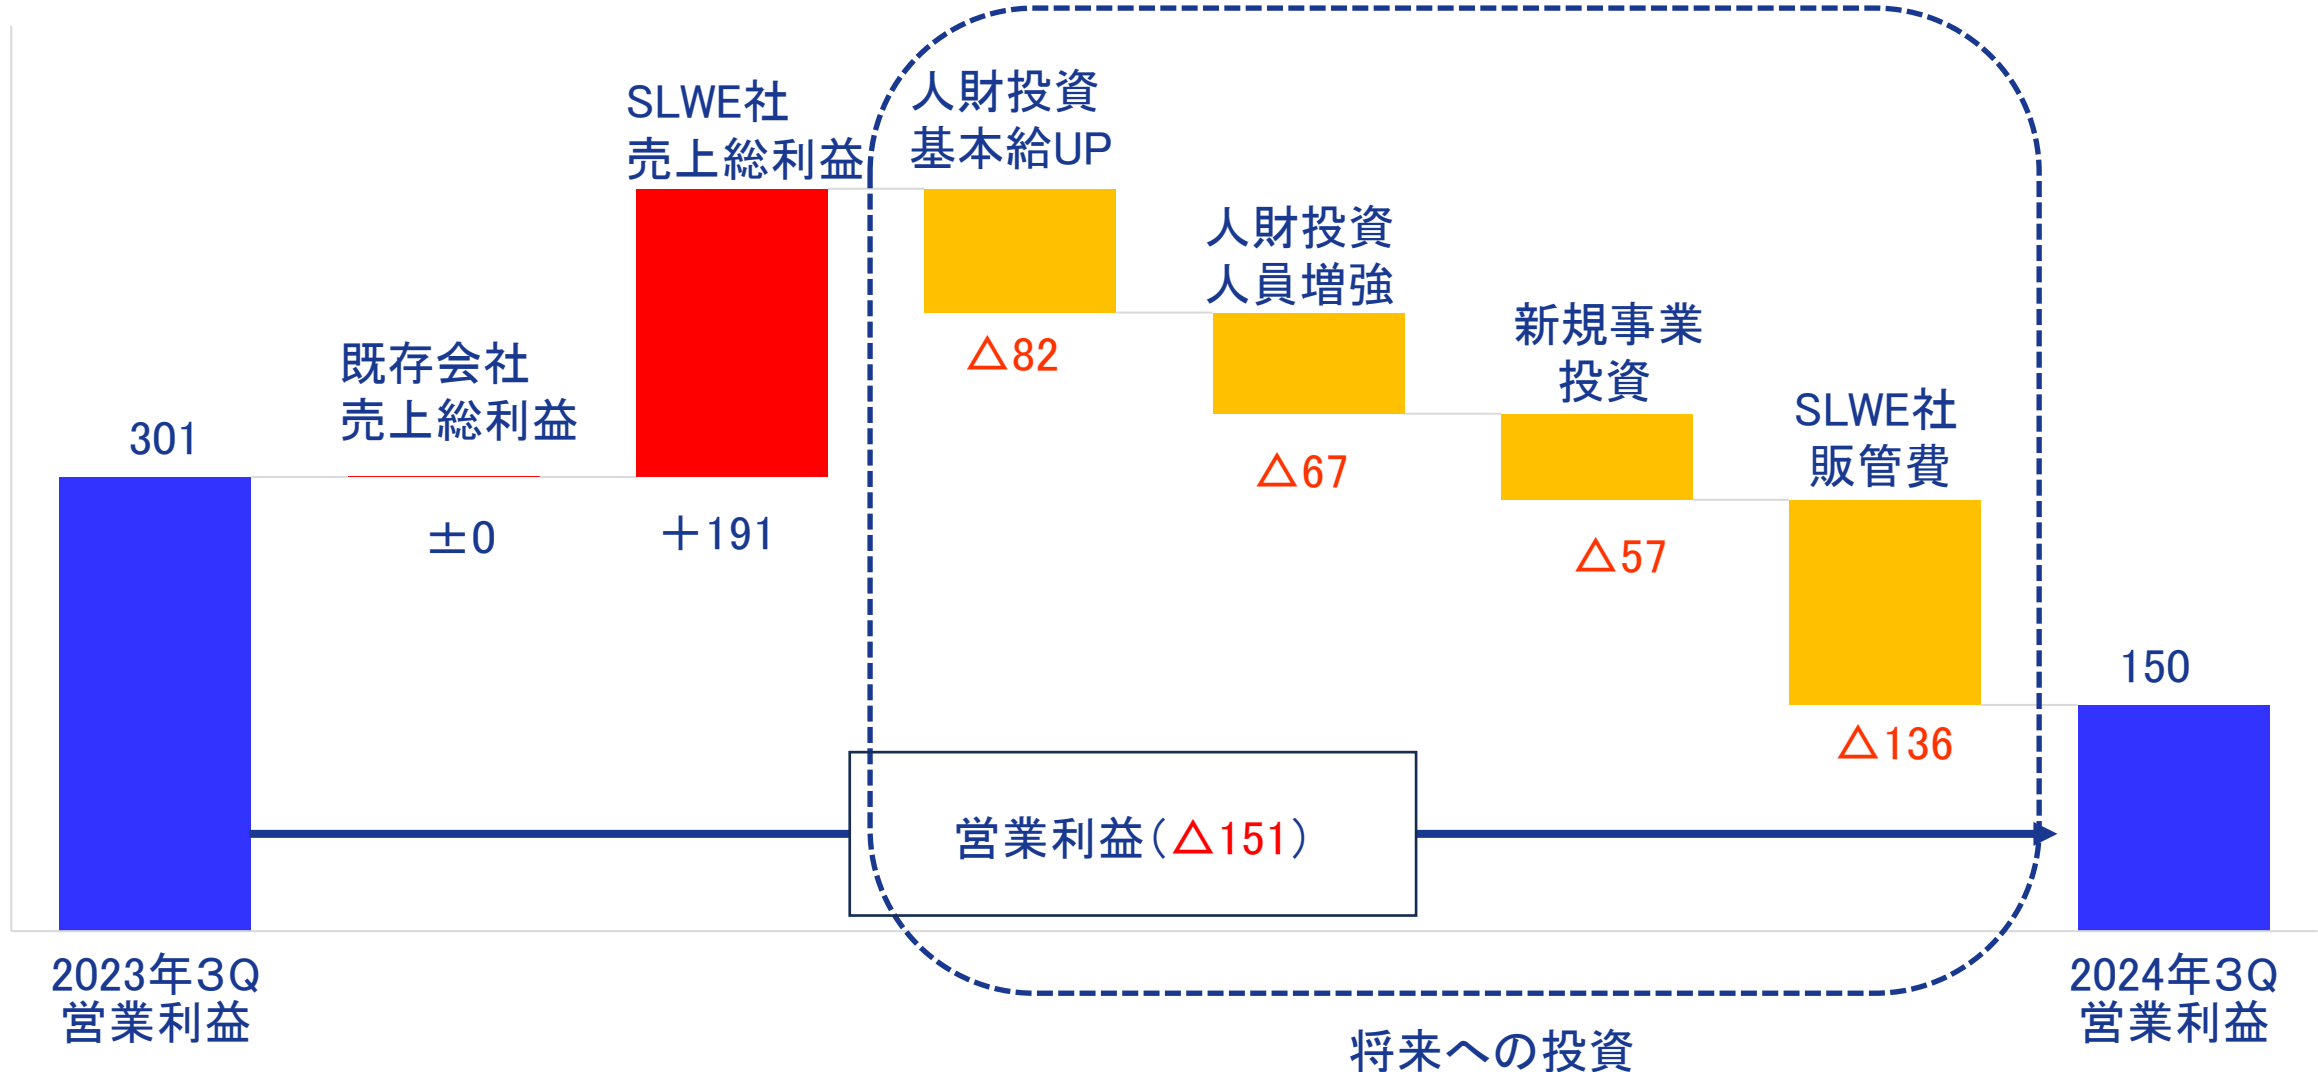 301
既存会社
売上総利益
±0
SLWE社
売上総利益
＋191
人財投資
基本給UP
△82
人財投資
人員増強
△67
新規事業
投資
△57
SLWE社
販管費
△136
150
営業利益（△151）
2023年３Q
営業利益
2024年３Q
営業利益
将来への投資